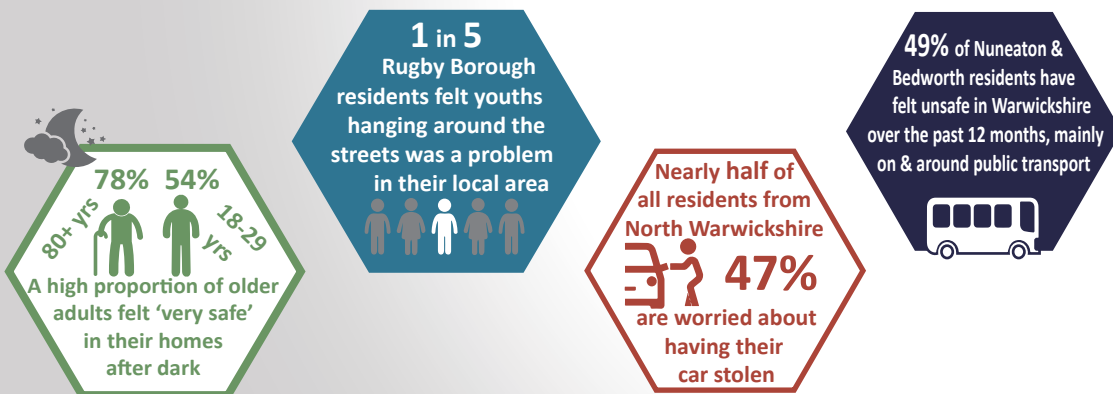 78% 54%
80+ yrs
18-29
yrs
A high proportion of older
adults felt ‘very safe’
in their homes
after dark
1 in 5
Rugby Borough
residents felt youths
hanging around the
streets was a problem
in their local area
Nearly half of
all residents from
North Warwickshire
47%
are worried about
having their
car stolen
49% of Nuneaton &
Bedworth residents have
felt unsafe in Warwickshire
over the past 12 months, mainly
on & around public transport